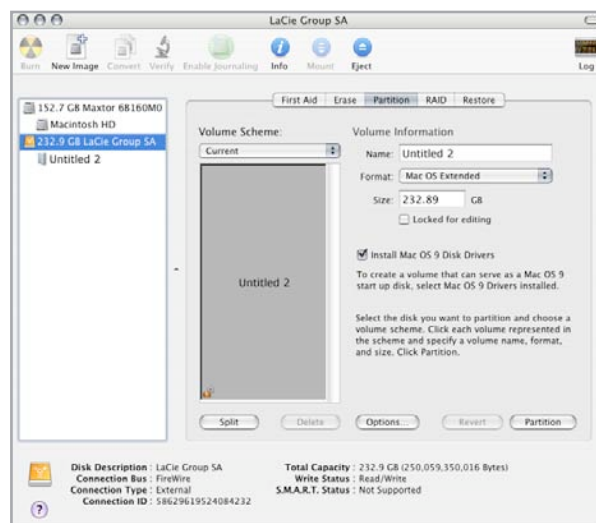 LaCie Group SA
Burn New Image Convert Verify Enable Journaling Info Mount Eject Log
152.7 GB Maxtor 6B160M0
Macintosh HD
232.9 GB LaCie Group SA
Untitled 2
First Aid Erase Partition RAID Restore
Volume Scheme:
Current
Untitled 2
Volume Information
Name: Untitled 2
Format: Mac OS Extended
Size: 232.89 GB
Locked for editing
Install Mac OS 9 Disk Drivers
To create a volume that can serve as a Mac OS 9
start up disk, select Mac OS 9 Drivers installed.
Select the disk you want to partition and choose a
volume scheme. Click each volume represented in
the scheme and specify a volume name, format,
and size. Click Partition.
Split Delete Options... Revert Partition
Disk Description : LaCie Group SA
Connection Bus : FireWire
Connection Type : External
Connection ID : 58629619524084232
Total Capacity : 232.9 GB (250,059,350,016 Bytes)
Write Status : Read/Write
S.M.A.R.T. Status : Not Supported
?